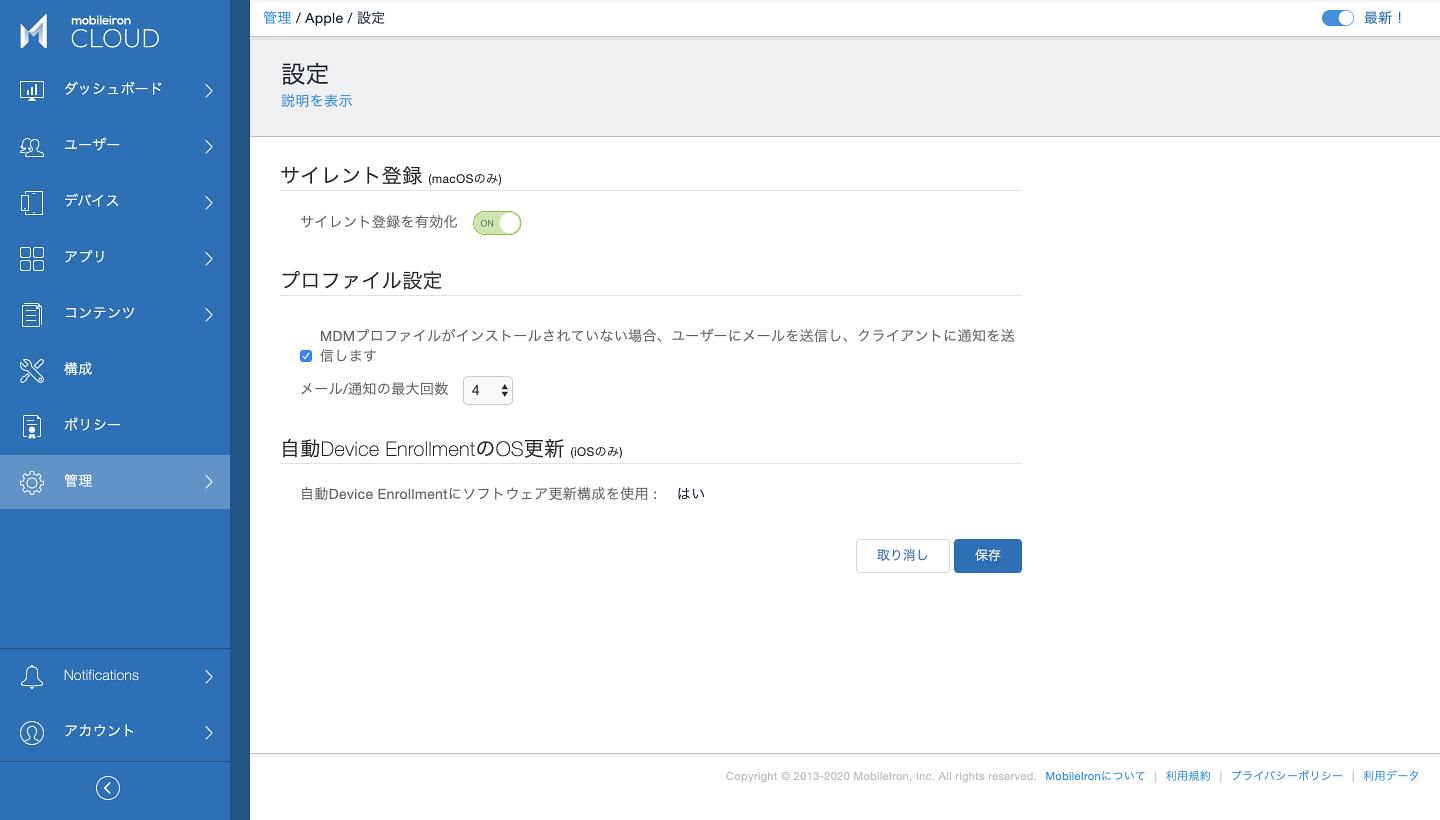 mobileiron
CLOUD
ダッシュボード
ユーザー
デバイス
アプリ
コンテンツ
構成
ポリシー
管理
Notifications
アカウント
管理 / Apple / 設定
最新！
設定
説明を表示
サイレント登録 (macOSのみ)
サイレント登録を有効化 ON
プロファイル設定
MDMプロファイルがインストールされていない場合、ユーザーにメールを送信し、クライアントに通知を送
信します
メール/通知の最大回数 4
自動Device EnrollmentのOS更新 (iOSのみ)
自動Device Enrollmentにソフトウェア更新構成を使用： はい
取り消し 保存
Copyright © 2013-2020 MobileIron, Inc. All rights reserved. MobileIronについて | 利用規約 | プライバシーポリシー | 利用データ